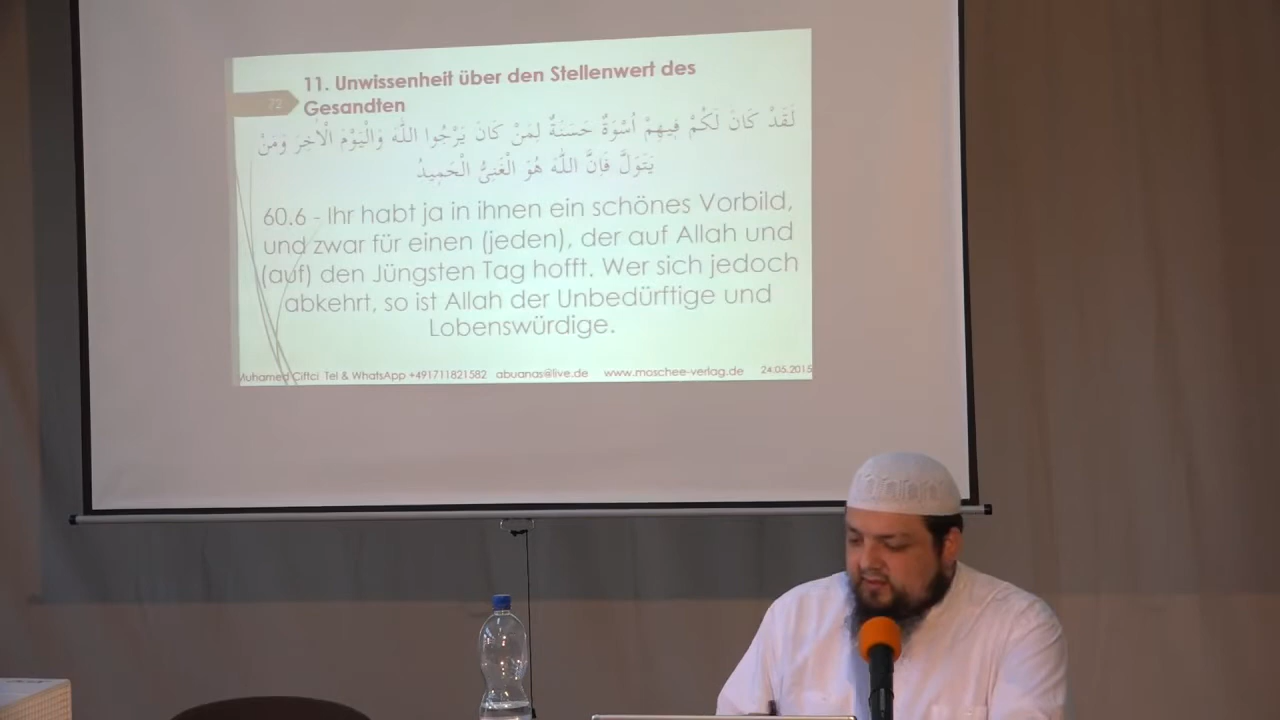 11. Unwissenheit über den Stellenwert des
72
Gesandten
لَقَدْ كَانَ لَكُمْ فِيهِمْ أُسْوَةٌ حَسَنَةٌ لِمَنْ كَانَ يَرْجُوا اللّٰهَ وَالْيَوْمَ الْاٰخِرَ وَمَنْ
يَتَوَلَّ فَاِنَّ اللّٰهَ هُوَ الْغَنِىُّ الْحَمٖيدُ
60.6 - Ihr habt ja in ihnen ein schönes Vorbild,
und zwar für einen (jeden), der auf Allah und
(auf) den Jüngsten Tag hofft. Wer sich jedoch
abkehrt, so ist Allah der Unbedürftige und
Lobenswürdige.
Muhamed Ciftci Tel & WhatsApp +491711821582 abuanas@live.de www.moschee-verlag.de 24.05.2015